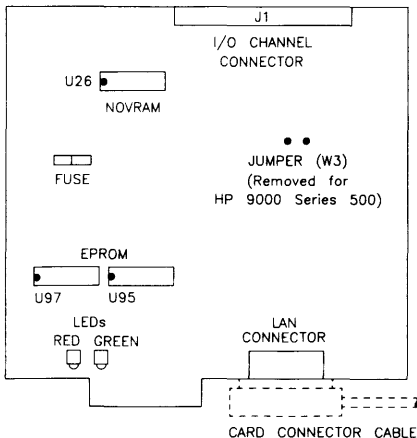 J1
I/O CHANNEL
CONNECTOR
U26
NOVRAM
FUSE
JUMPER (W3)
(Removed for
HP 9000 Series 500)
EPROM
U97
U95
LEDs
RED GREEN
LAN
CONNECTOR
CARD CONNECTOR CABLE